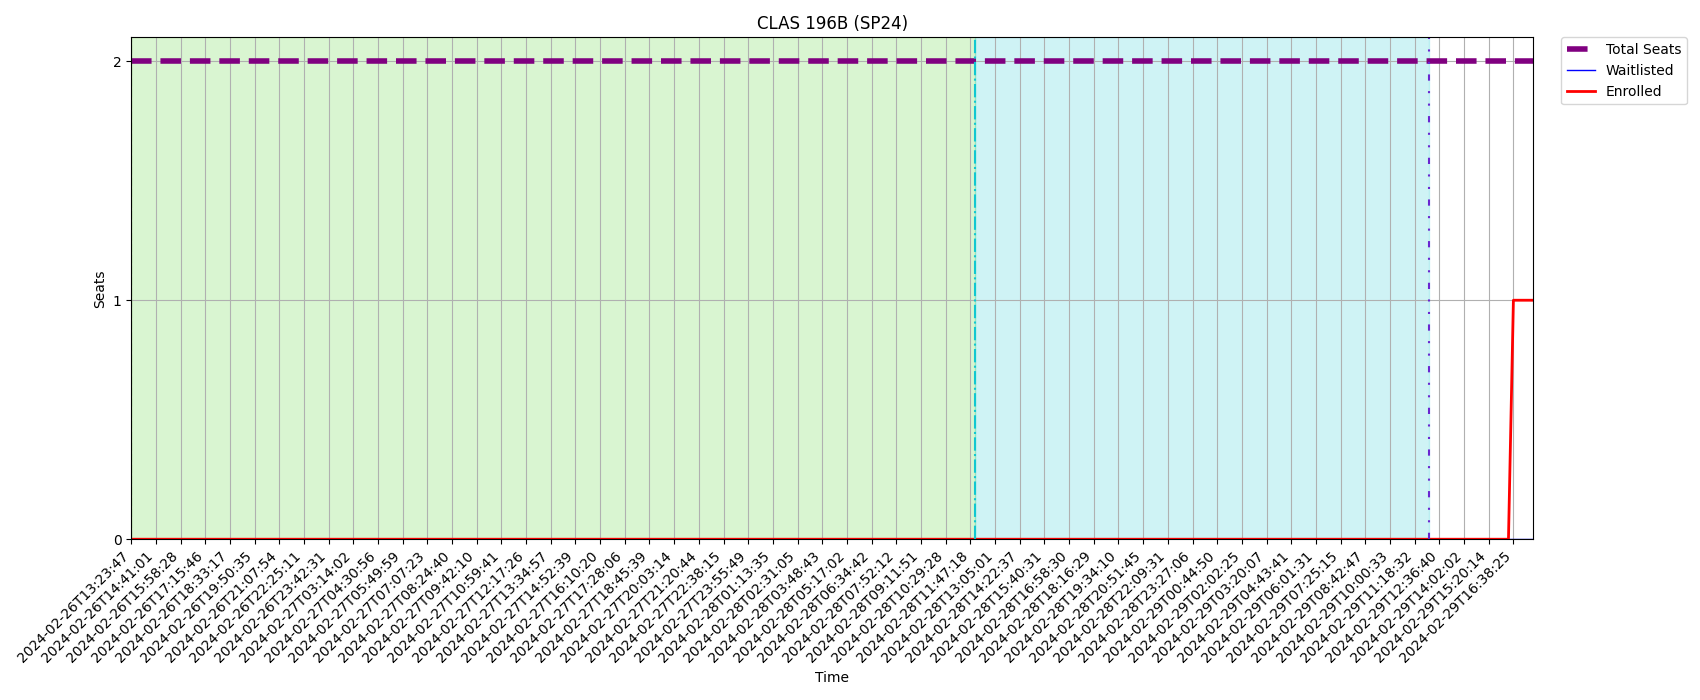 CLAS 196B (SP24)
Total Seats
Waitlisted
Enrolled
Seats
2
1
0
2024-02-26T13:23:47
2024-02-26T14:41:01
2024-02-26T15:58:28
2024-02-26T17:15:46
2024-02-26T18:33:17
2024-02-26T19:50:35
2024-02-26T21:07:54
2024-02-26T22:25:11
2024-02-26T23:42:31
2024-02-27T03:14:02
2024-02-27T04:30:56
2024-02-27T05:49:59
2024-02-27T07:07:23
2024-02-27T08:24:40
2024-02-27T09:42:10
2024-02-27T10:59:41
2024-02-27T12:17:26
2024-02-27T13:34:57
2024-02-27T14:52:39
2024-02-27T16:10:20
2024-02-27T17:28:06
2024-02-27T18:45:39
2024-02-27T20:03:14
2024-02-27T21:20:44
2024-02-27T22:38:15
2024-02-27T23:55:49
2024-02-28T01:13:35
2024-02-28T02:31:05
2024-02-28T03:48:43
2024-02-28T05:17:02
2024-02-28T06:34:42
2024-02-28T07:52:12
2024-02-28T09:11:51
2024-02-28T10:29:28
2024-02-28T11:47:18
2024-02-28T13:05:01
2024-02-28T14:22:37
2024-02-28T15:40:31
2024-02-28T16:58:30
2024-02-28T18:16:29
2024-02-28T19:34:10
2024-02-28T20:51:45
2024-02-28T22:09:31
2024-02-28T23:27:06
2024-02-29T00:44:50
2024-02-29T02:02:25
2024-02-29T03:20:07
2024-02-29T04:43:41
2024-02-29T06:01:31
2024-02-29T07:25:15
2024-02-29T08:42:47
2024-02-29T10:00:33
2024-02-29T11:18:32
2024-02-29T12:36:40
2024-02-29T14:02:02
2024-02-29T15:20:14
2024-02-29T16:38:25
Time